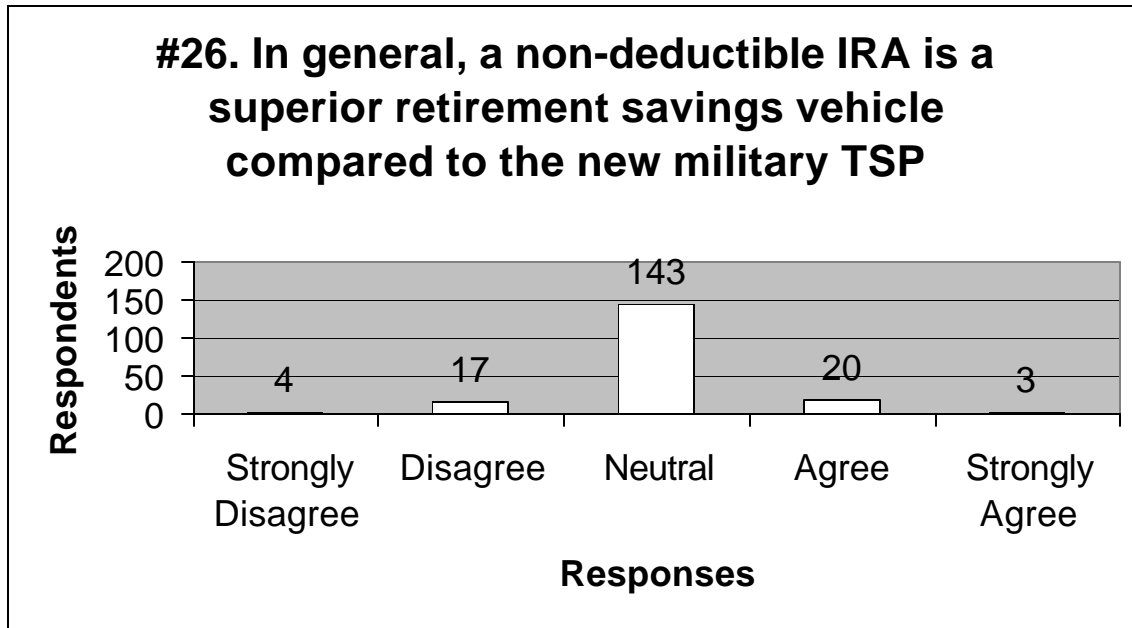 #26. In general, a non-deductible IRA is a
superior retirement savings vehicle
compared to the new military TSP
Respondents
200
150
100
50
0
4
17
143
20
3
Strongly
Disagree
Disagree
Neutral
Agree
Strongly
Agree
Responses